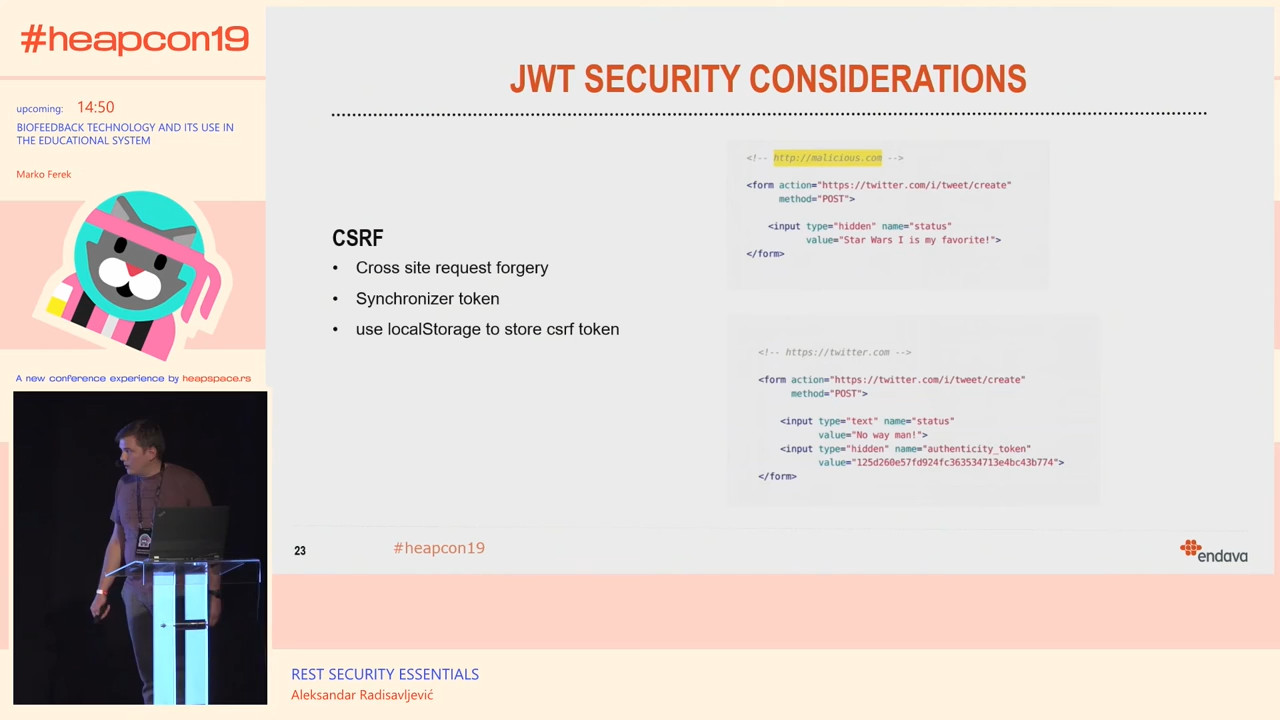 #heapcon19
upcoming: 14:50
BIOFEEDBACK TECHNOLOGY AND ITS USE IN
THE EDUCATIONAL SYSTEM
Marko Ferek
A new conference experience by heapspace.rs
JWT SECURITY CONSIDERATIONS
CSRF
• Cross site request forgery
• Synchronizer token
• use localStorage to store csrf token
<!-- http://malicious.com -->
<form action="https://twitter.com/i/tweet/create"
method="POST">
<input type="hidden" name="status"
value="Star Wars I is my favorite!">
</form>
<!-- https://twitter.com -->
<form action="https://twitter.com/i/tweet/create"
method="POST">
<input type="text" name="status"
value="No way man!">
<input type="hidden" name="authenticity_token"
value="125d260e57fd924fc363534713e4bc43b774">
</form>
23
#heapcon19
endava
REST SECURITY ESSENTIALS
Aleksandar Radisavljević